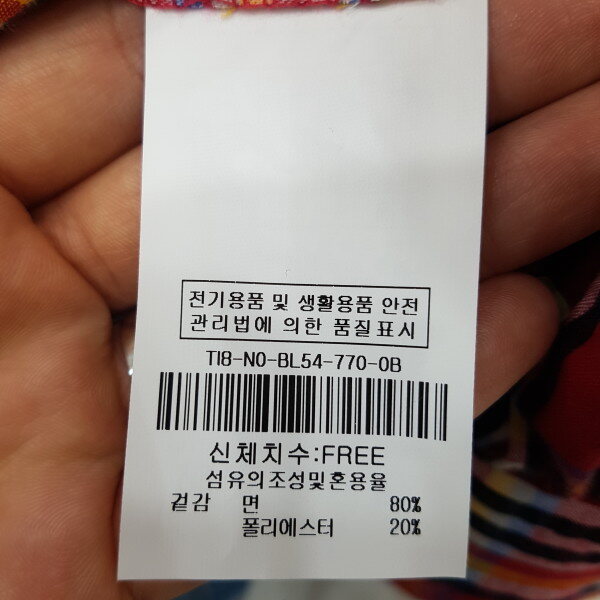 전기용품 및 생활용품 안전
관리법에 의한 품질표시
TI8-N0-BL54-770-0B
신체치수:FREE
섬유의조성및혼용율
겉감 면 80%
폴리에스터 20%